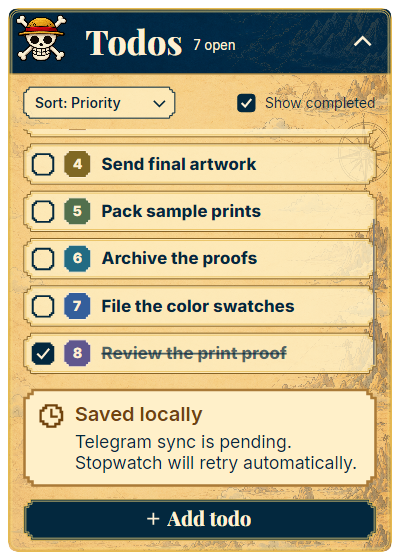 Todos 7 open
Sort: Priority
Show completed
4 Send final artwork
5 Pack sample prints
6 Archive the proofs
7 File the color swatches
8 Review the print proof
Saved locally
Telegram sync is pending.
Stopwatch will retry automatically.
+ Add todo